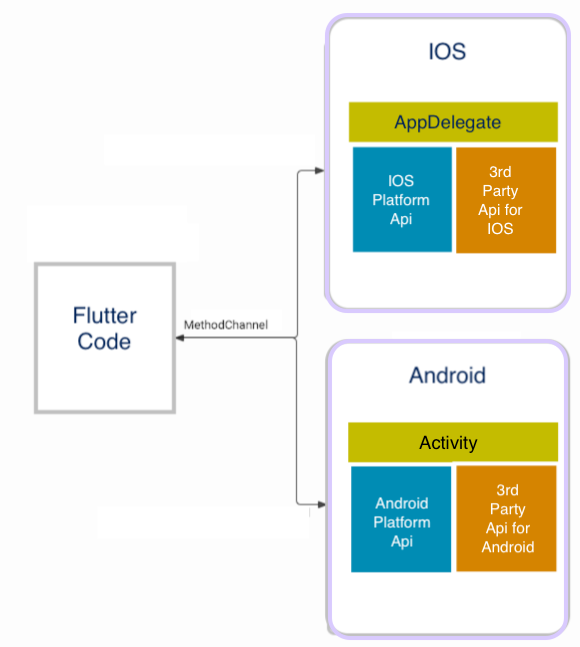 IOS
AppDelegate
IOS
Platform
Api
3rd
Party
Api for
IOS
Flutter
Code
MethodChannel
Android
Activity
Android
Platform
Api
3rd
Party
Api for
Android